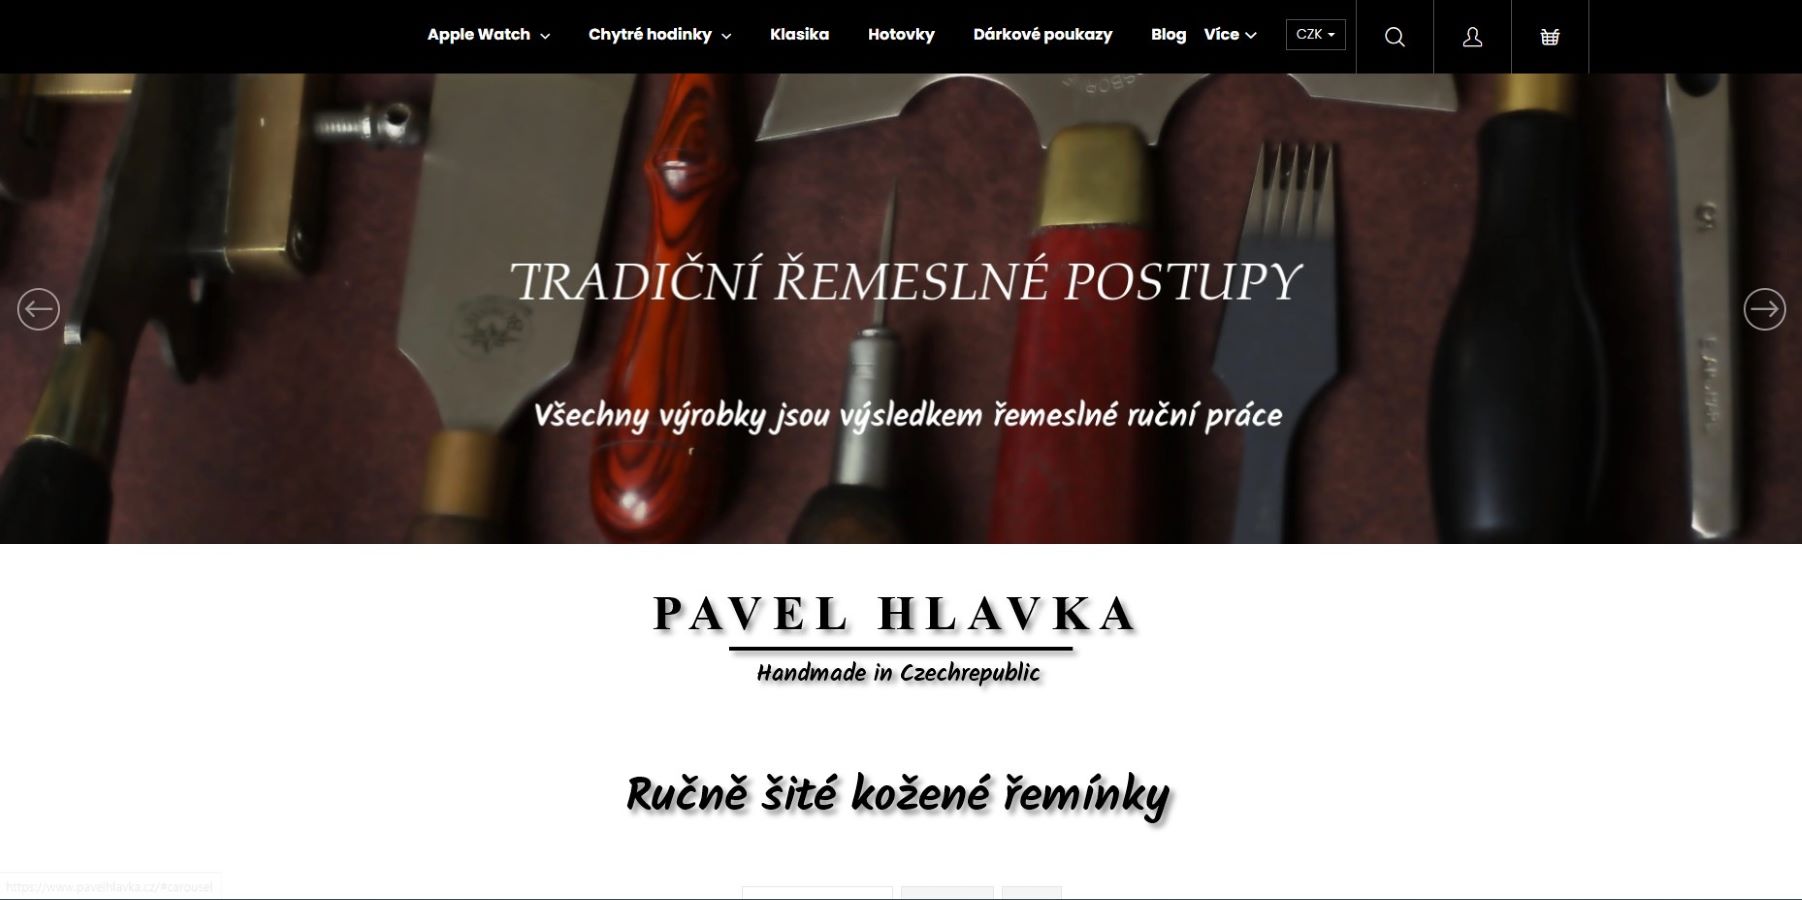 Apple Watch Chytré hodinky Klasika Hotovky Dárkové poukazy Blog Více CZK
TRADIČNÍ ŘEMESLNÉ POSTUPY
Všechny výrobky jsou výsledkem řemeslné ruční práce
PAVEL HLAVKA
Handmade in Czechrepublic
Ručně šité kožené řemínky
https://www.pavelhlavka.cz/#carousel